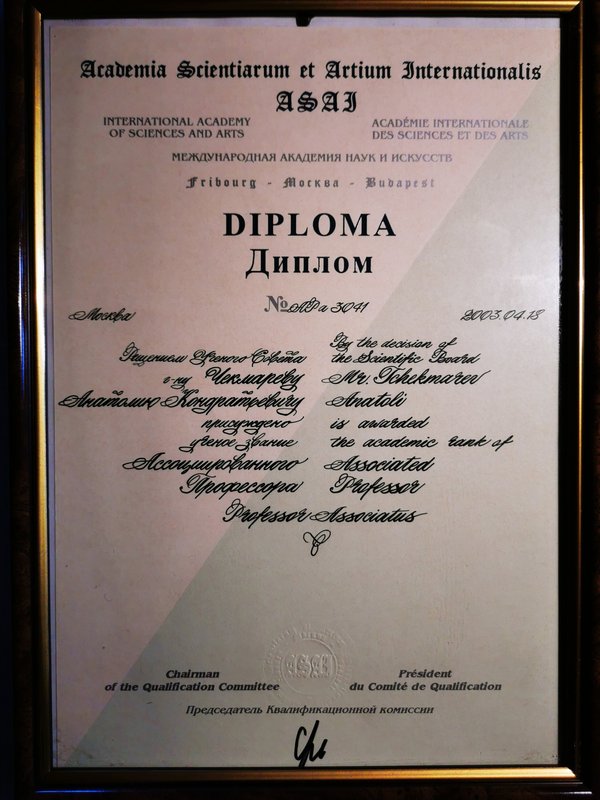 Academia Scientiarum et Artium Internationalis
ASAI
INTERNATIONAL ACADEMY
OF SCIENCES AND ARTS
ACADÉMIE INTERNATIONALE
DES SCIENCES ET DES ARTS
МЕЖДУНАРОДНАЯ АКАДЕМИЯ НАУК И ИСКУССТВ
Fribourg - Москва - Budapest
DIPLOMA
Диплом
№ АРа 3041
Москва
2003.04.18
Решением Ученого Совета
г-ну Чекмареву
Анатолию Кондратьевичу
присуждено
ученое звание
Ассоциированного
Профессора
By the decision of
the Scientific Board
Mr. Tchekmarev
Anatoli
is awarded
the academic rank of
Associated
Professor
Professor Associatus
ASAI
Chairman
of the Qualification Committee
Président
du Comité de Qualification
Председатель Квалификационной комиссии